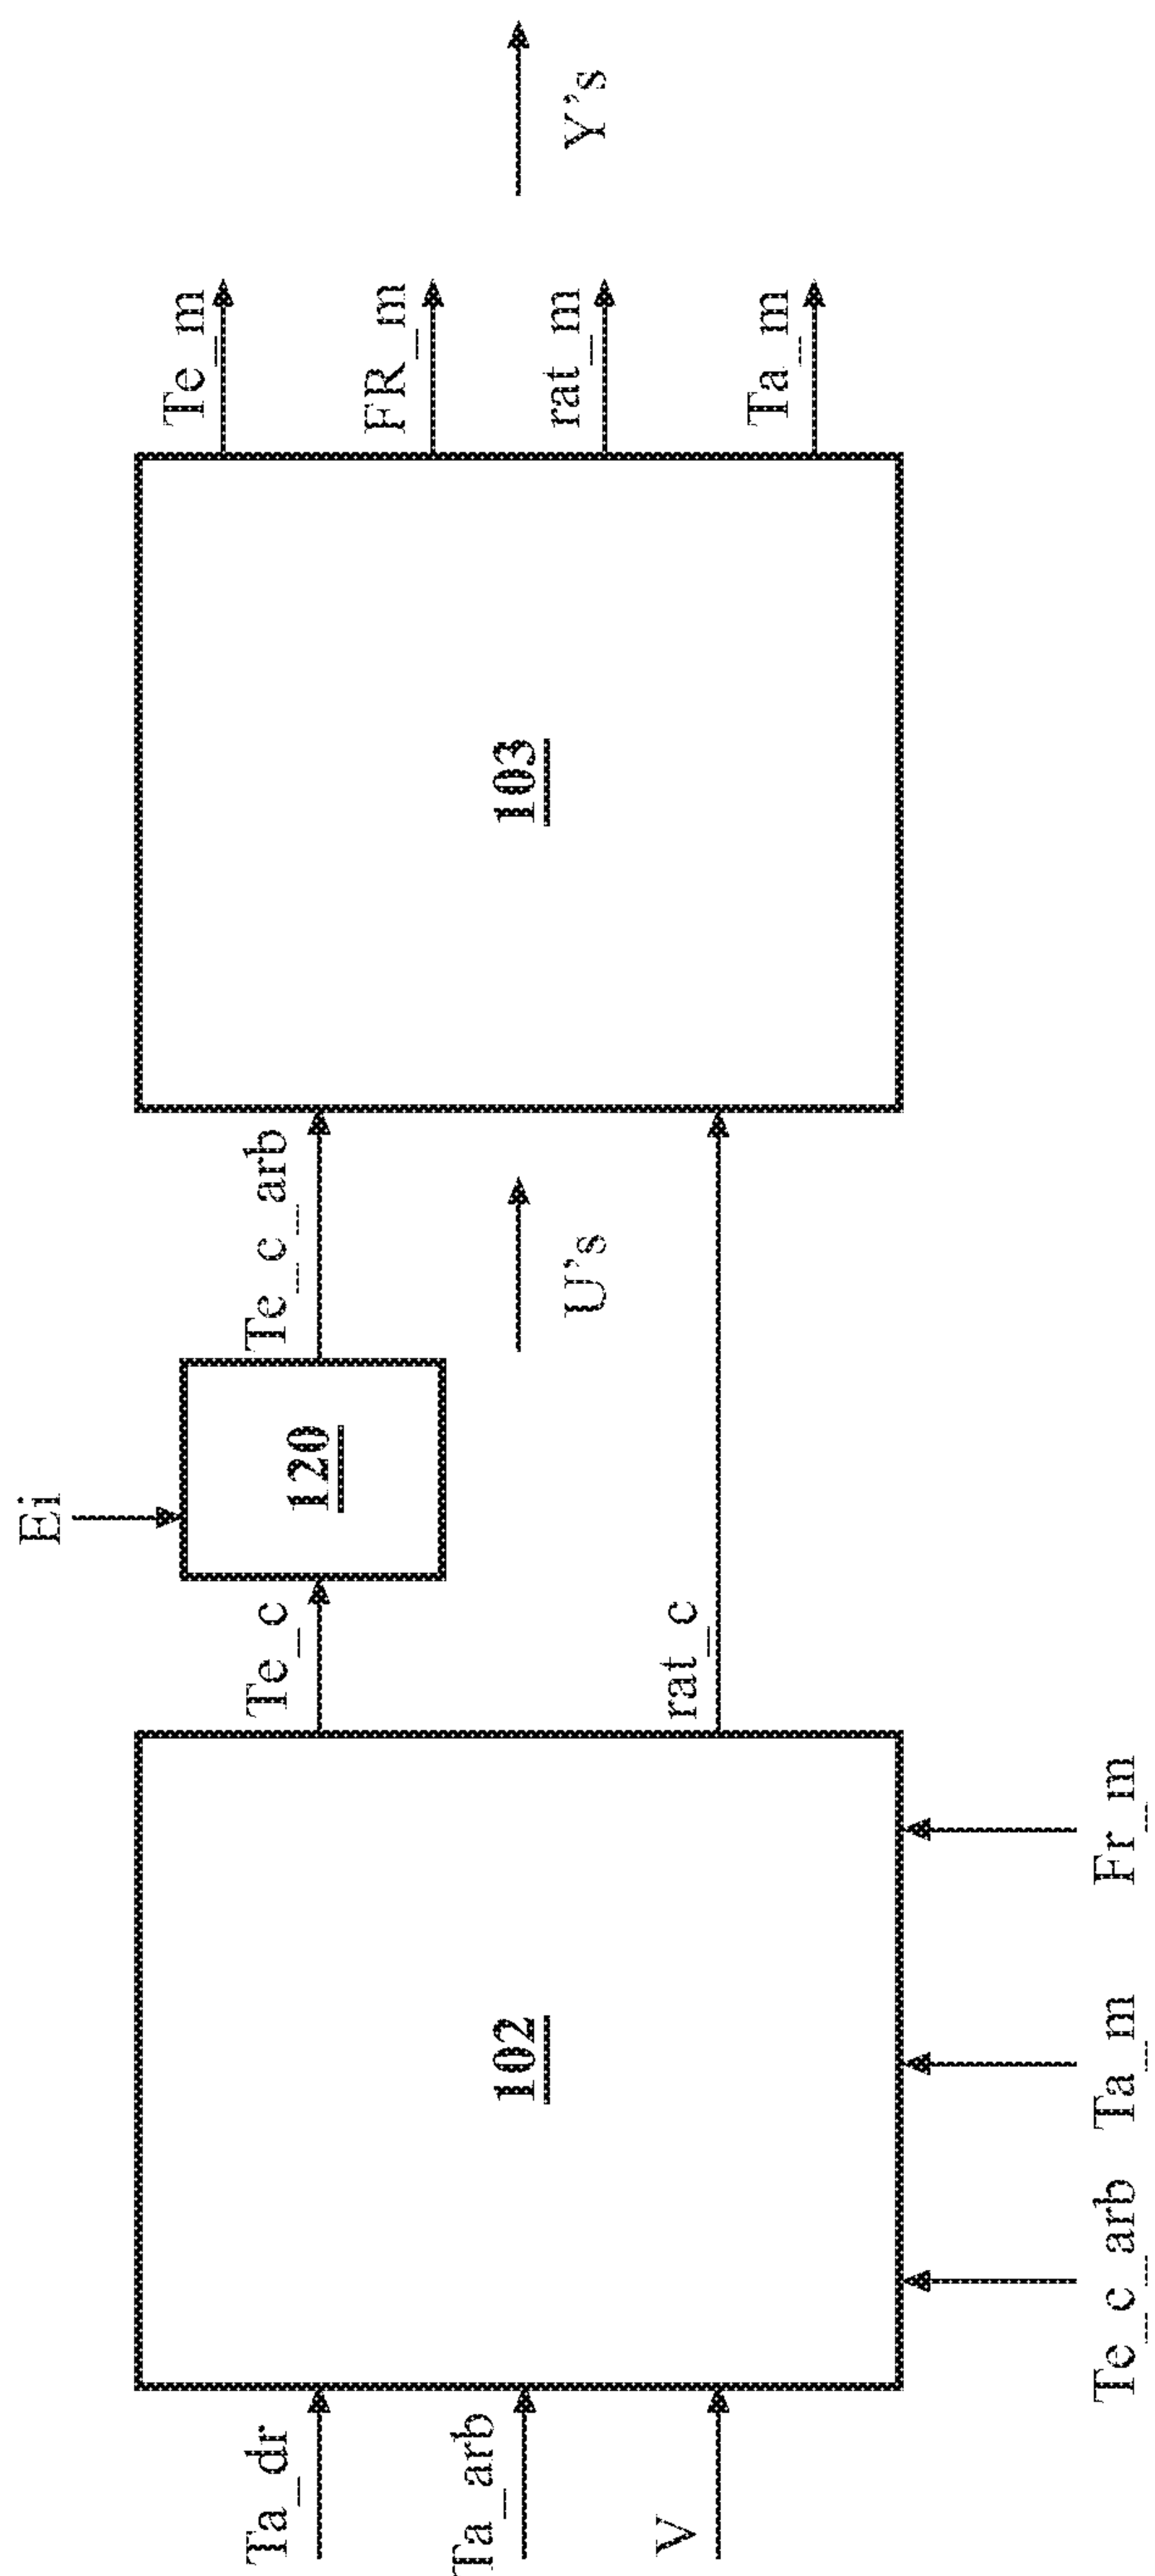 Ta_dr
Ta_arb
V
102
Te_c_arb
Ta_m
Fr_m
Te_c
rat_c
Ei
120
Te_c_arb
U's
103
Te_m
FR_m
rat_m
Ta_m
Y's